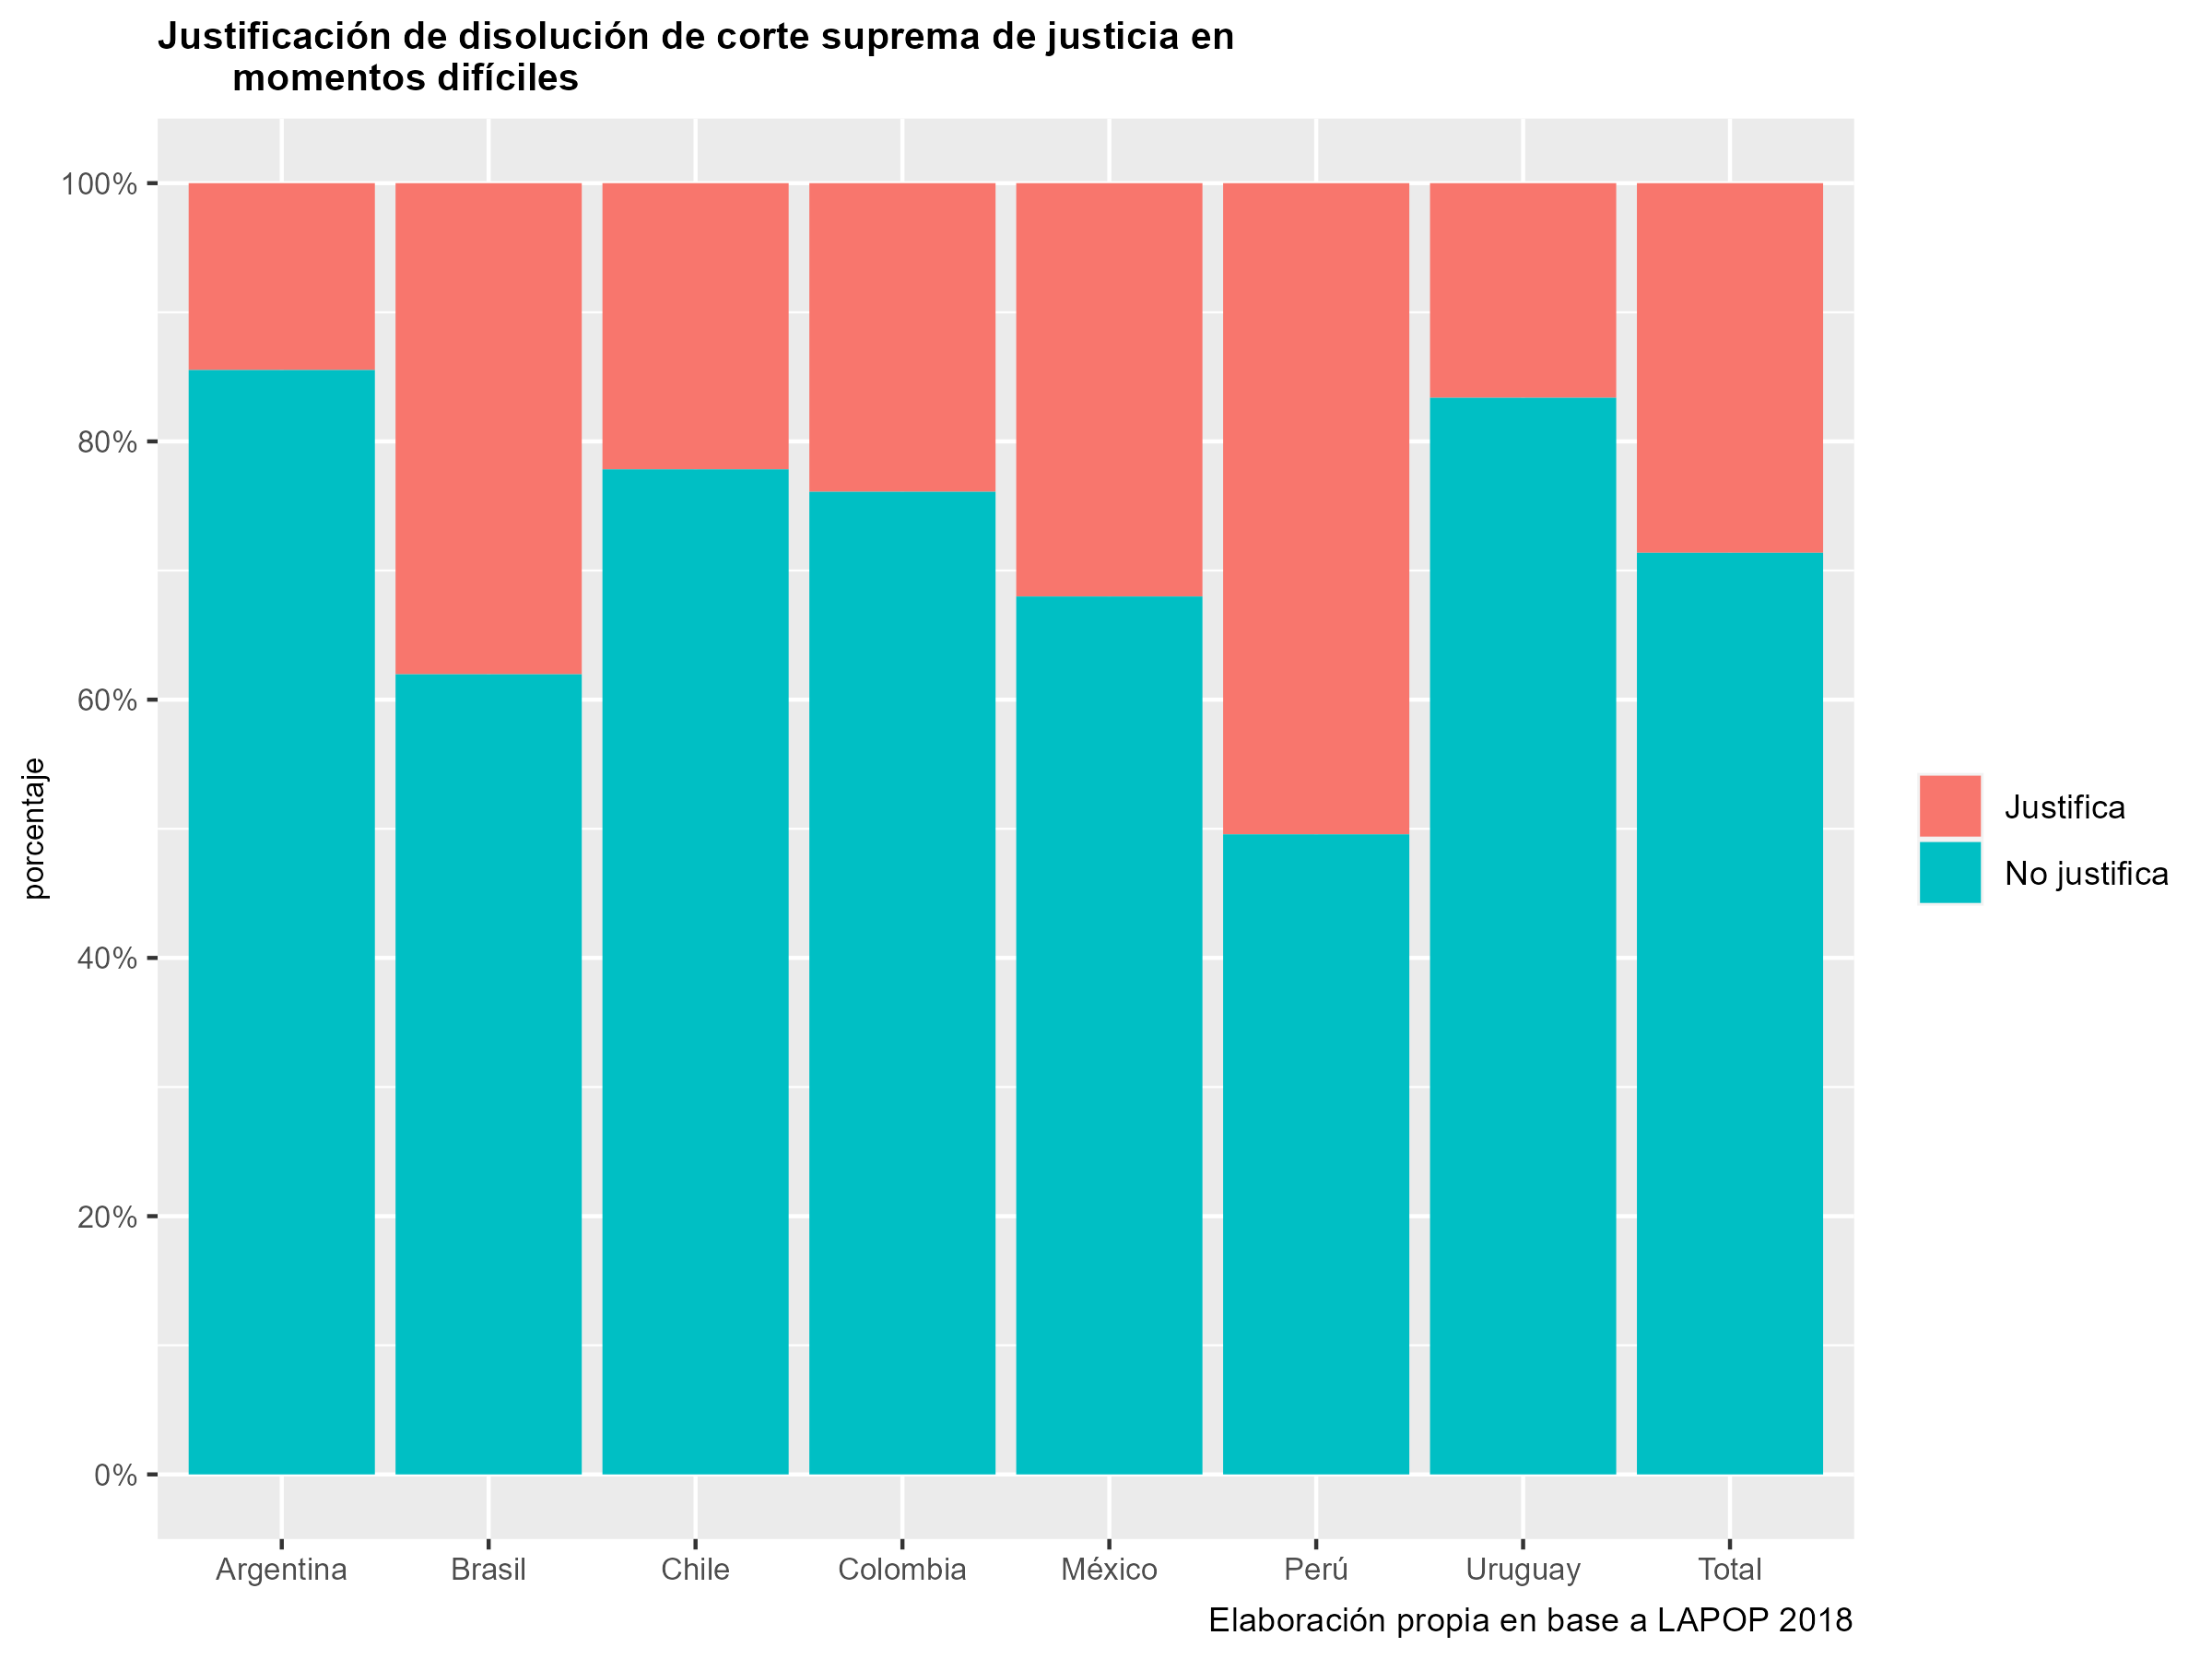 Justificación de disolución de corte suprema de justicia en
momentos difíciles
porcentaje
100%
80%
60%
40%
20%
0%
Argentina Brasil Chile Colombia México Perú Uruguay Total
Justifica
No justifica
Elaboración propia en base a LAPOP 2018